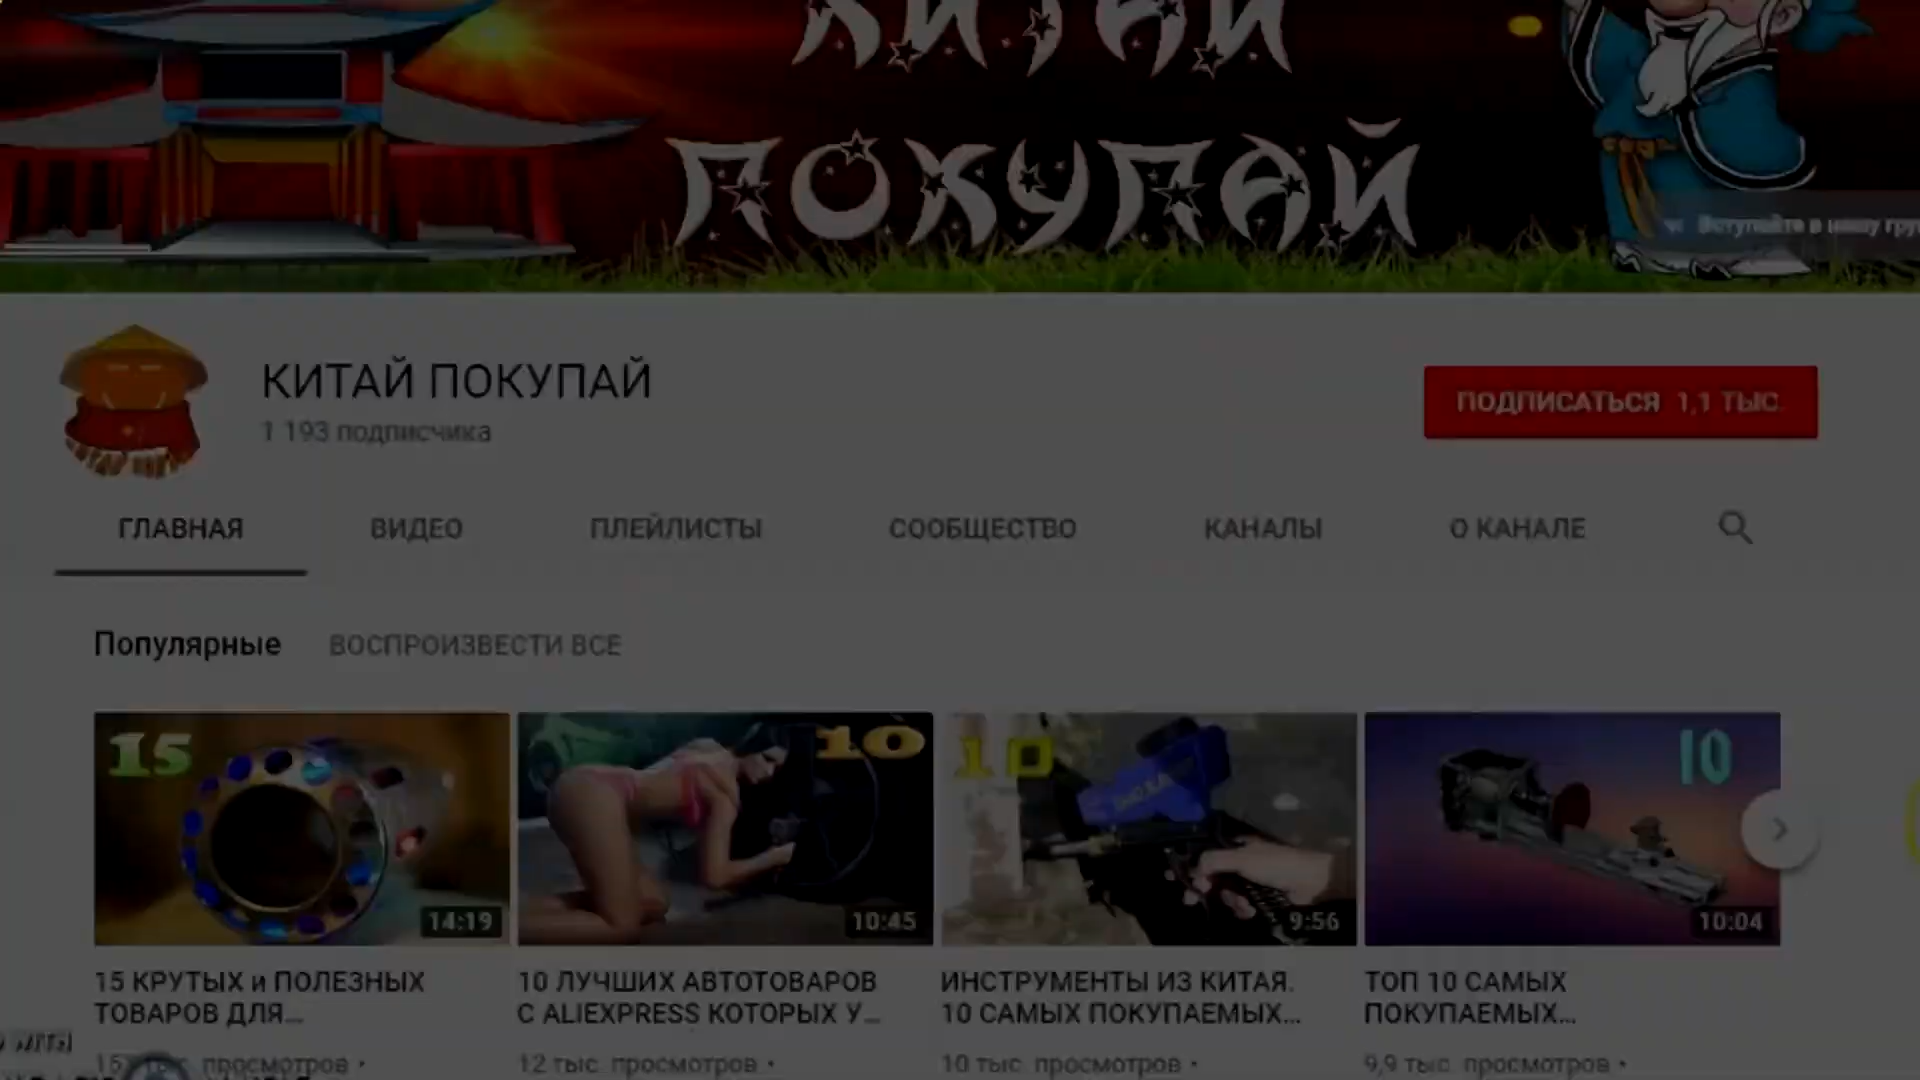 КИТАЙ
ПОКУПАЙ
Вступайте в нашу
КИТАЙ ПОКУПАЙ
1 193 подписчика
ПОДПИСАТЬСЯ 1,1 ТЫС.
ГЛАВНАЯ ВИДЕО ПЛЕЙЛИСТЫ СООБЩЕСТВО КАНАЛЫ О КАНАЛЕ
Популярные ВОСПРОИЗВЕСТИ ВСЕ
15 10 10 10
14:19 10:45 9:56 10:04
15 КРУТЫХ и ПОЛЕЗНЫХ
ТОВАРОВ ДЛЯ...
10 ЛУЧШИХ АВТОТОВАРОВ
С ALIEXPRESS КОТОРЫХ У...
ИНСТРУМЕНТЫ ИЗ КИТАЯ.
10 САМЫХ ПОКУПАЕМЫХ...
ТОП 10 САМЫХ
ПОКУПАЕМЫХ...
WITH
просмотров •
12 тыс. просмотров •
10 тыс. просмотров •
9,9 тыс. просмотров •